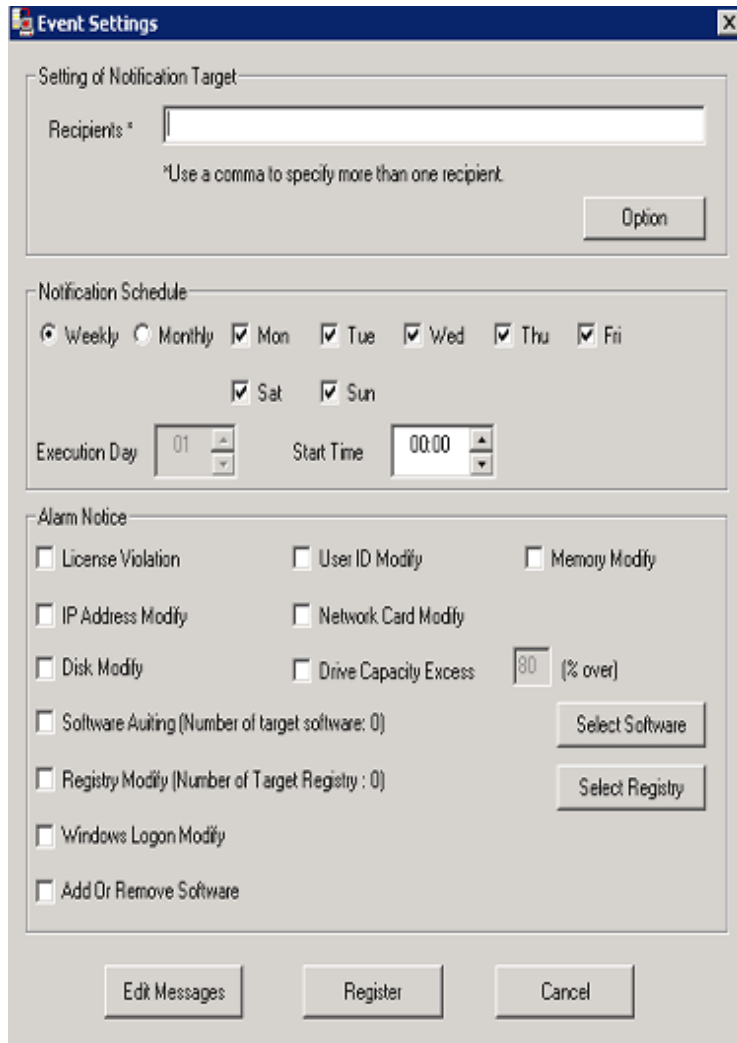 Event Settings
Setting of Notification Target
Recipients *
*Use a comma to specify more than one recipient.
Option
Notification Schedule
Weekly Monthly Mon Tue Wed Thu Fri
Sat Sun
Execution Day 01 Start Time 00:00
Alarm Notice
License Violation User ID Modify Memory Modify
IP Address Modify Network Card Modify
Disk Modify Drive Capacity Excess 80 (% over)
Software Auiting (Number of target software: 0) Select Software
Registry Modify (Number of Target Registry : 0) Select Registry
Windows Logon Modify
Add Or Remove Software
Edit Messages Register Cancel